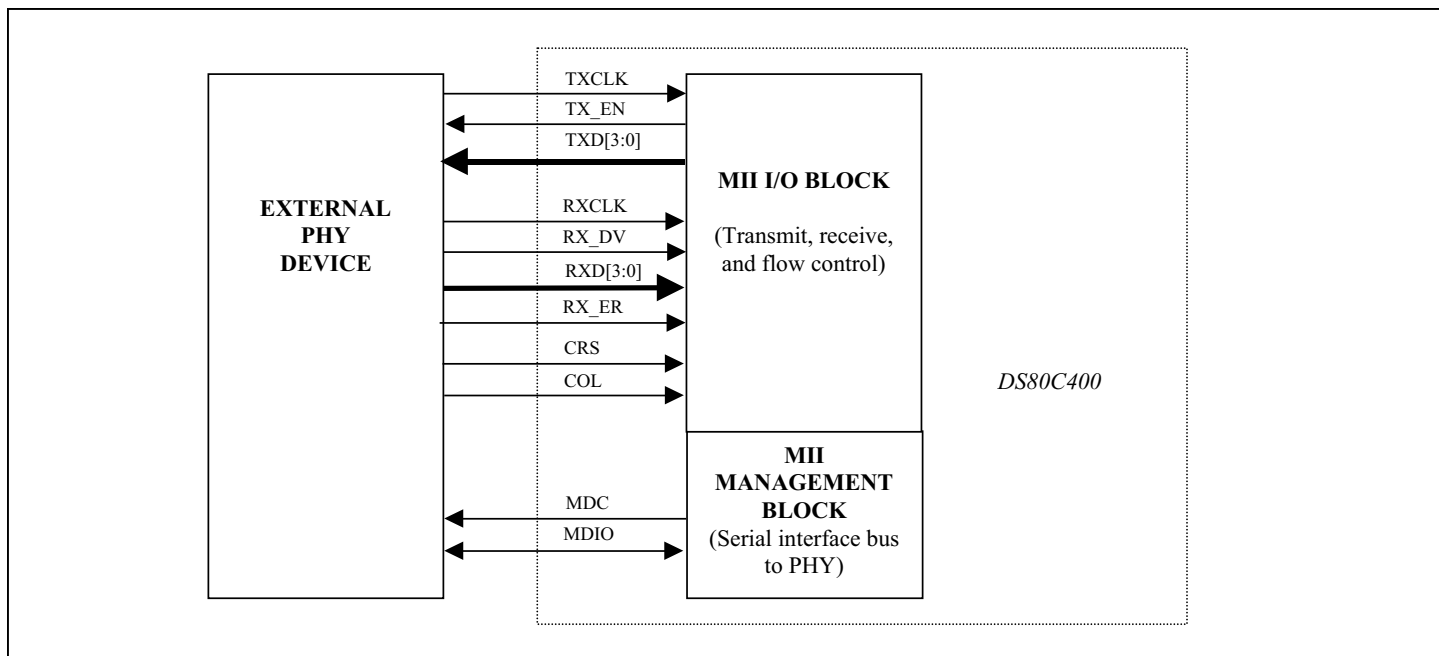 EXTERNAL
PHY
DEVICE
TXCLK
TX_EN
TXD[3:0]
RXCLK
RX_DV
RXD[3:0]
RX_ER
CRS
COL
MDC
MDIO
MII I/O BLOCK
(Transmit, receive,
and flow control)
MII
MANAGEMENT
BLOCK
(Serial interface bus
to PHY)
DS80C400